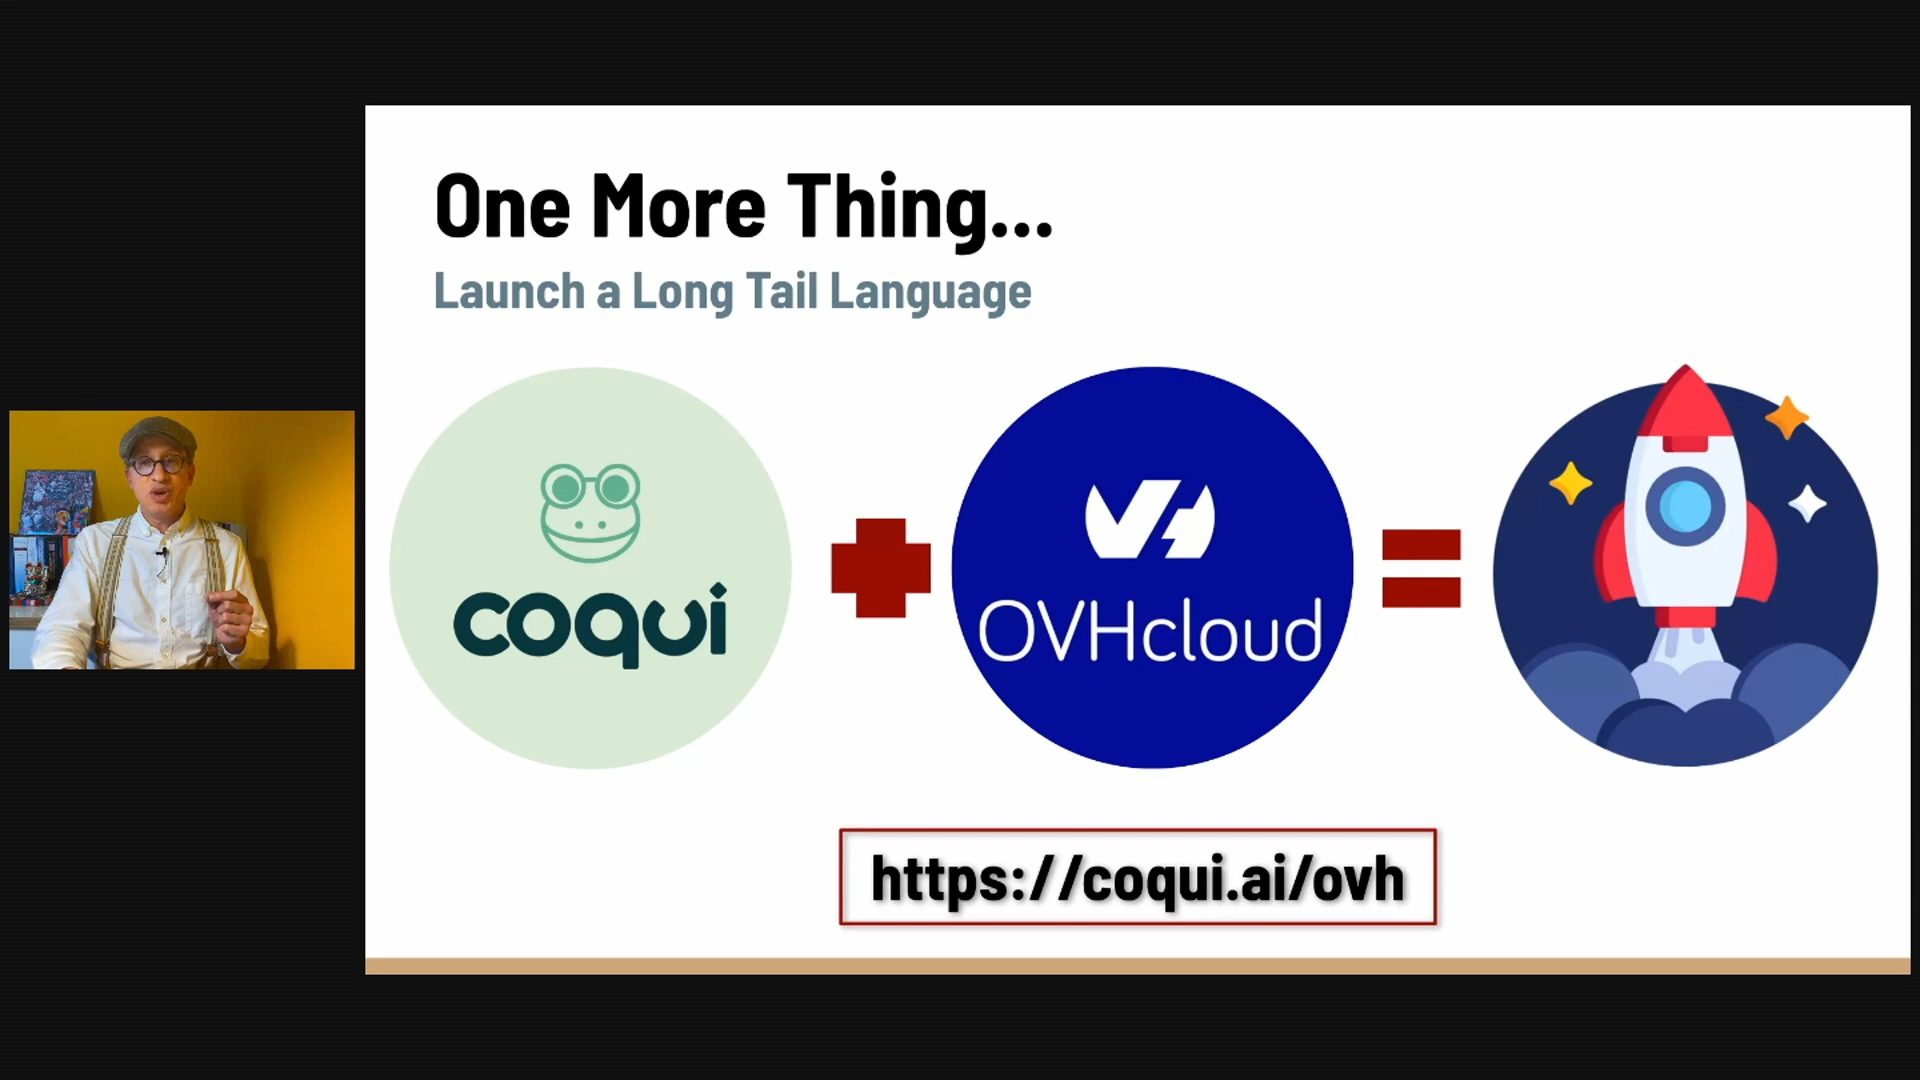 One More Thing...
Launch a Long Tail Language
coqui
OVHcloud
https://coqui.ai/ovh